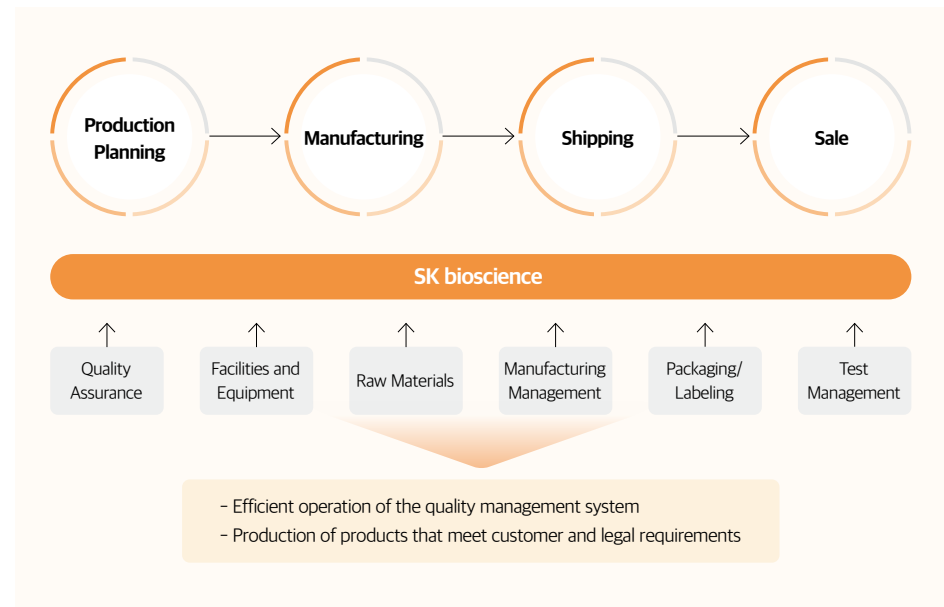 Production
Planning
Manufacturing
Shipping
Sale
SK bioscience
Quality
Assurance
Facilities and
Equipment
Raw Materials
Manufacturing
Management
Packaging/
Labeling
Test
Management
– Efficient operation of the quality management system
– Production of products that meet customer and legal requirements